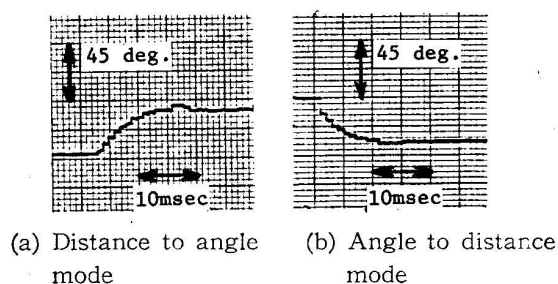 45 deg.
10msec
45 deg.
10msec
(a) Distance to angle
mode
(b) Angle to distance
mode